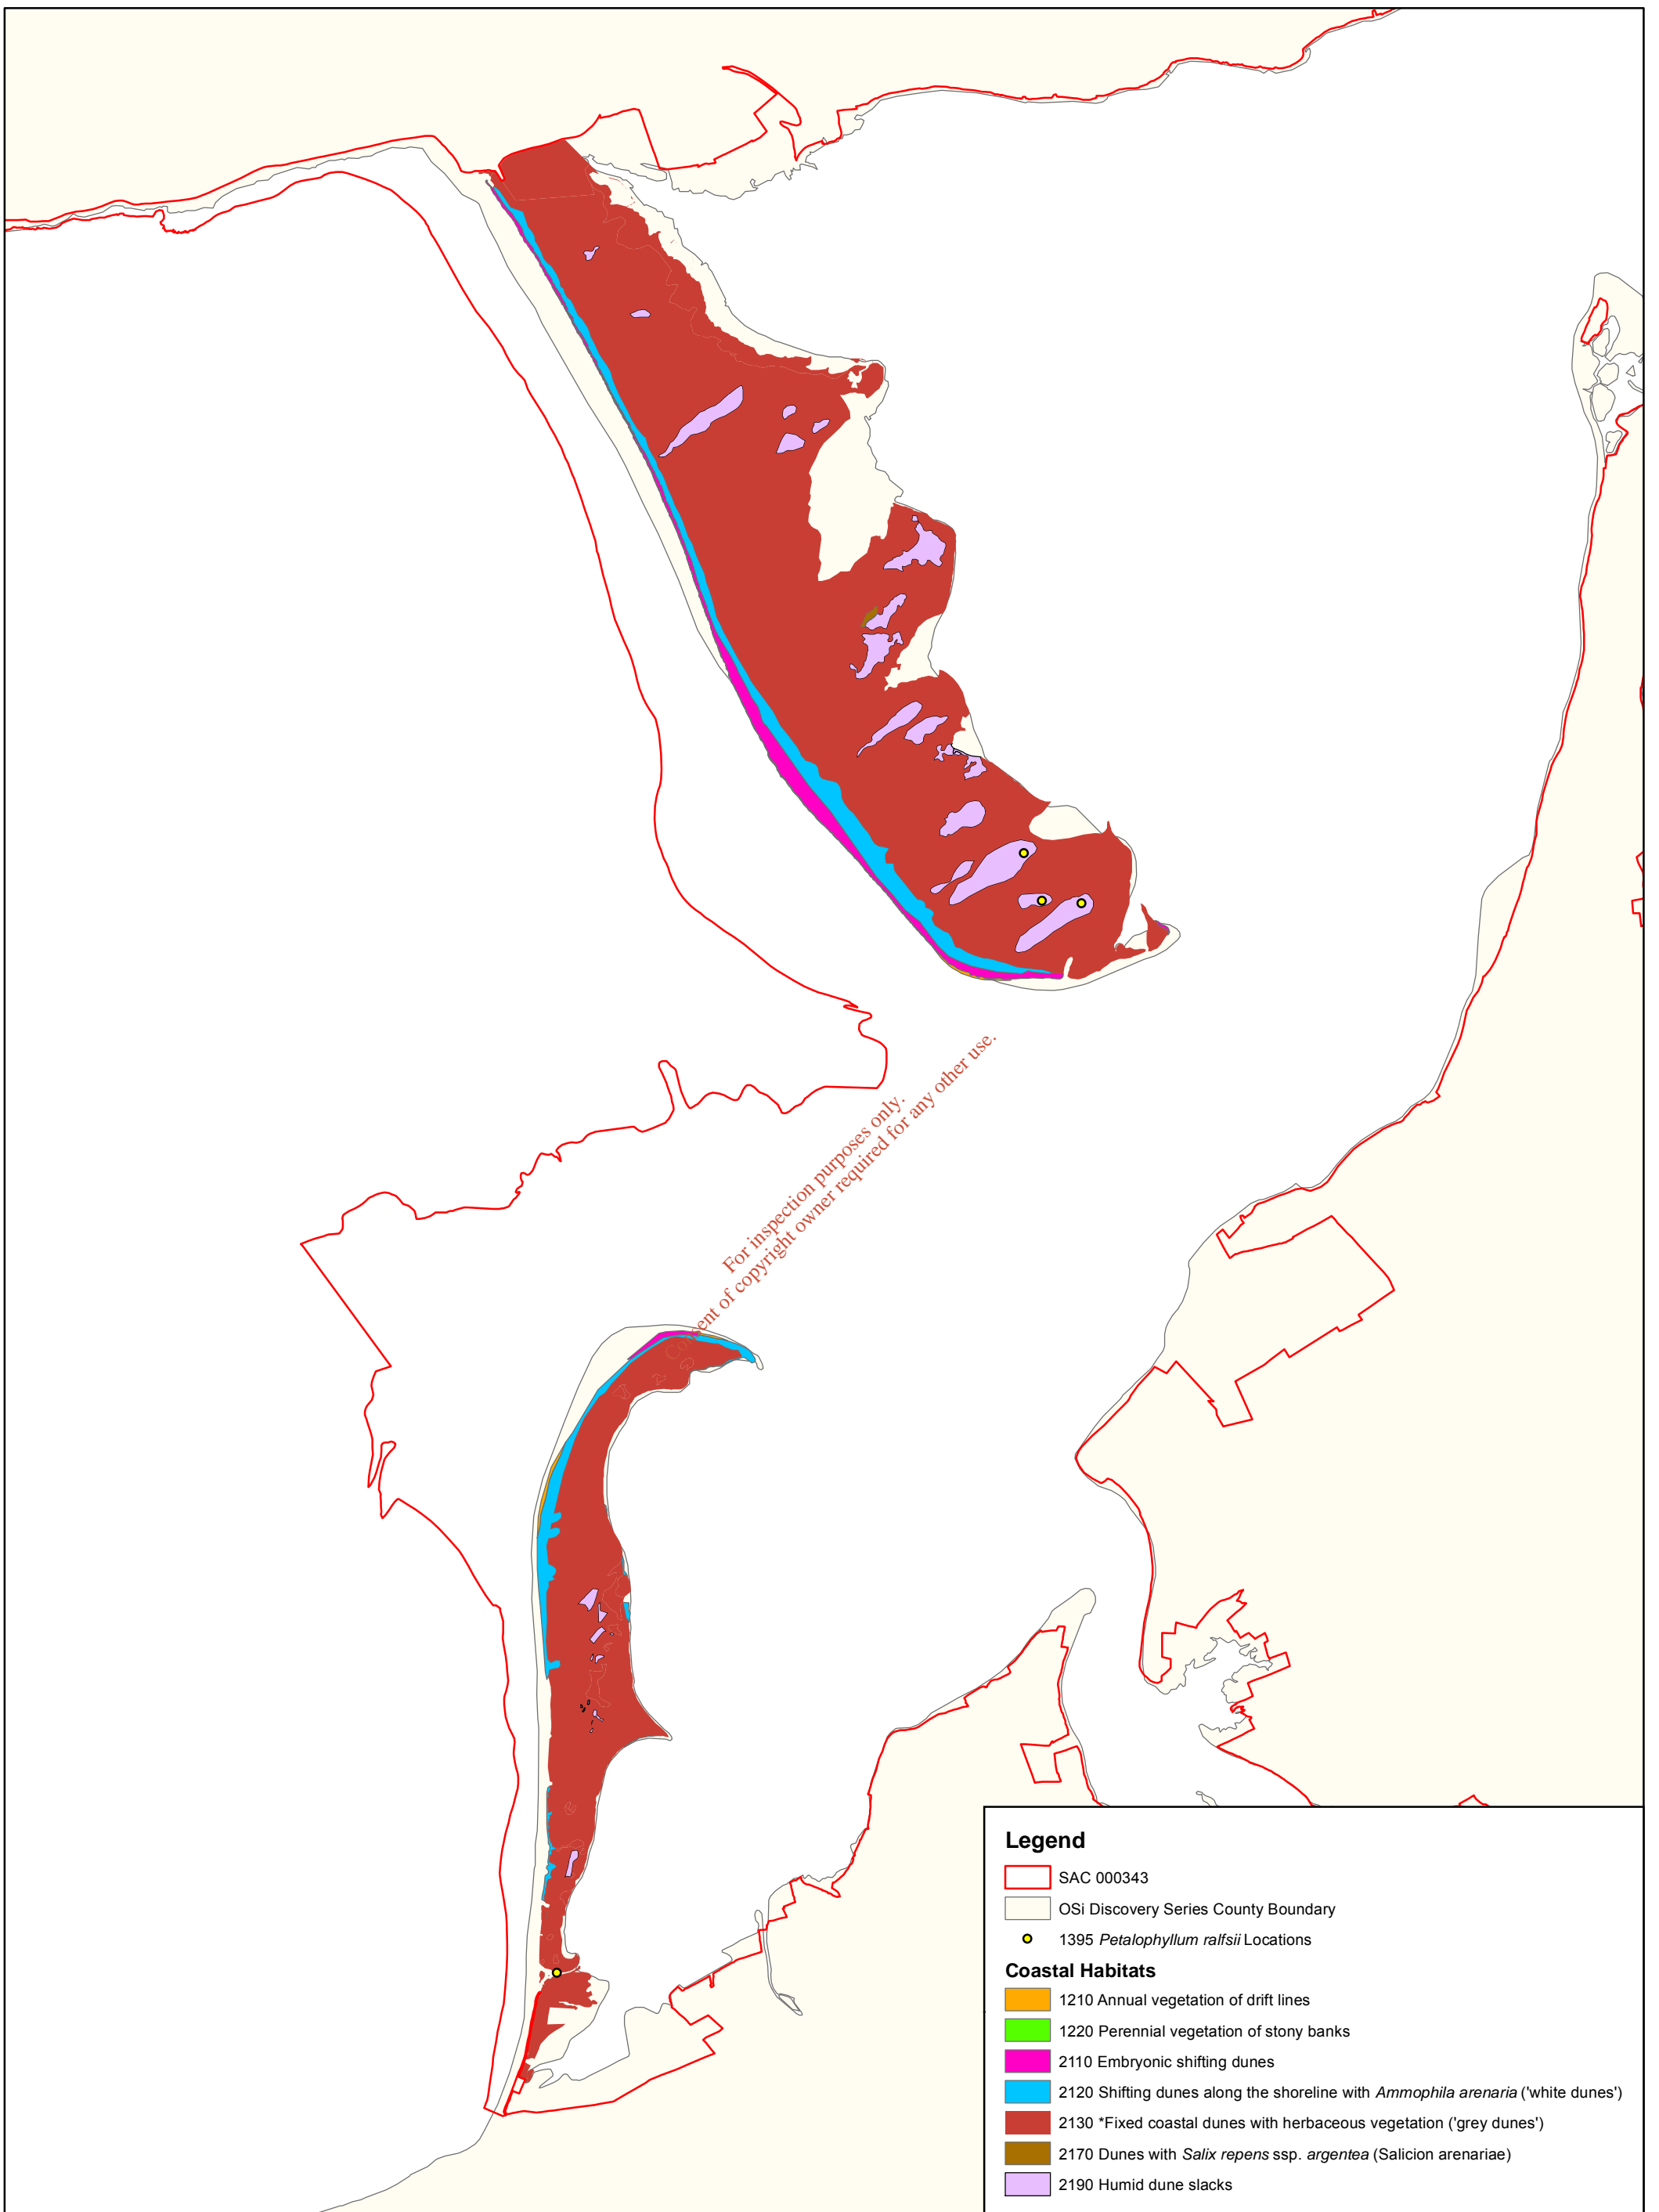 For inspection purposes only.
Consent of copyright owner required for any other use.
Legend
SAC 000343
OSi Discovery Series County Boundary
1395 Petalophyllum ralfsii Locations
Coastal Habitats
1210 Annual vegetation of drift lines
1220 Perennial vegetation of stony banks
2110 Embryonic shifting dunes
2120 Shifting dunes along the shoreline with Ammophila arenaria ('white dunes')
2130 *Fixed coastal dunes with herbaceous vegetation ('grey dunes')
2170 Dunes with Salix repens ssp. argentea (Salicion arenariae)
2190 Humid dune slacks